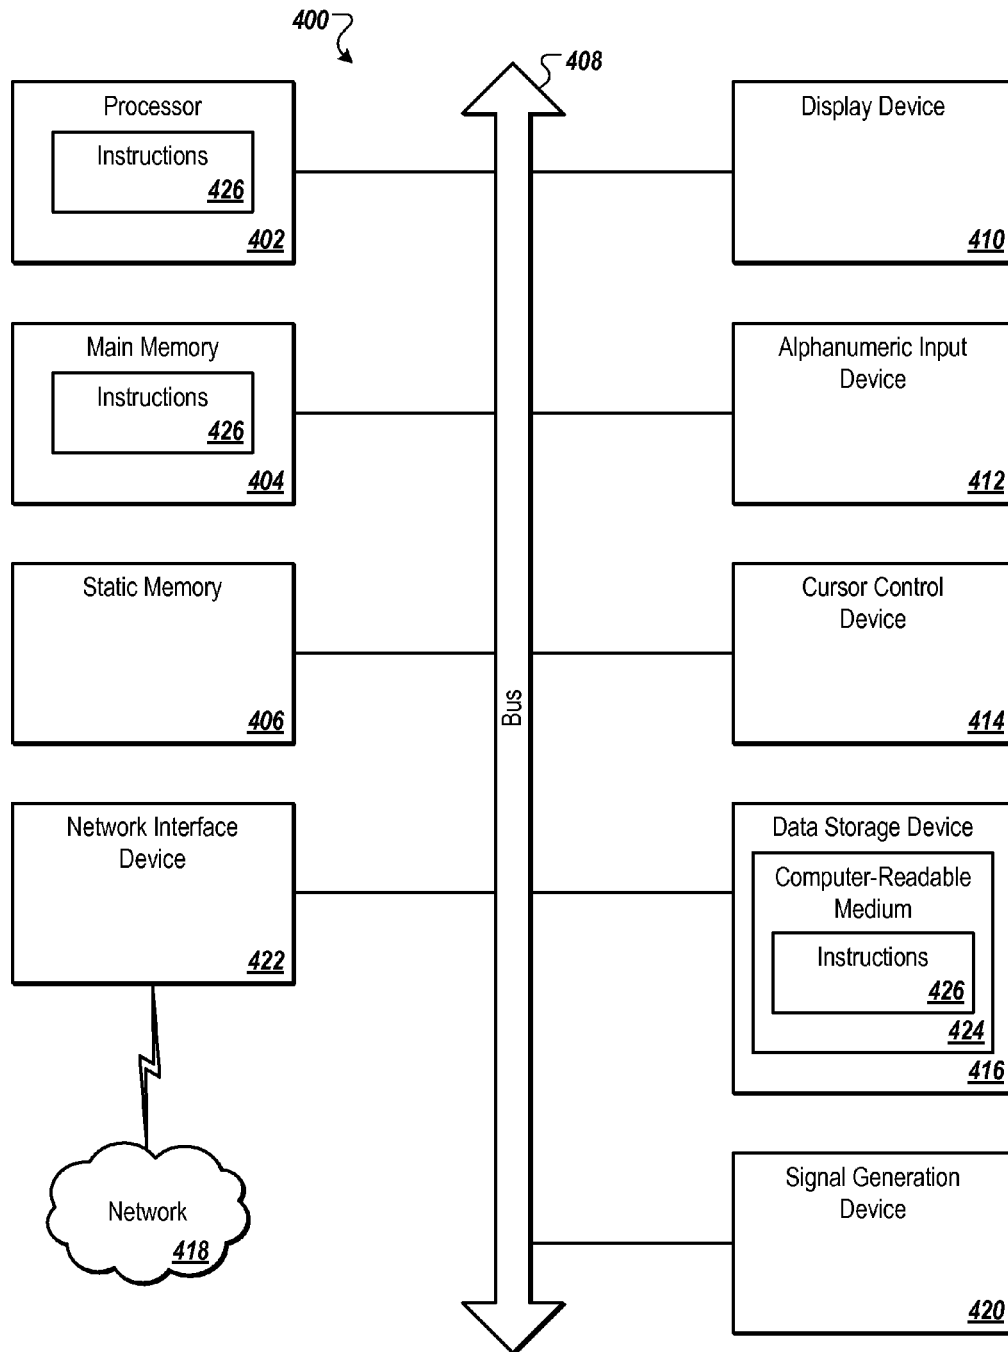 400
408
Processor
Instructions
426
402
Display Device
410
Main Memory
Instructions
426
404
Alphanumeric Input
Device
412
Static Memory
406
Cursor Control
Device
414
Bus
Network Interface
Device
422
Data Storage Device
Computer-Readable
Medium
Instructions
426
424
416
Network
418
Signal Generation
Device
420